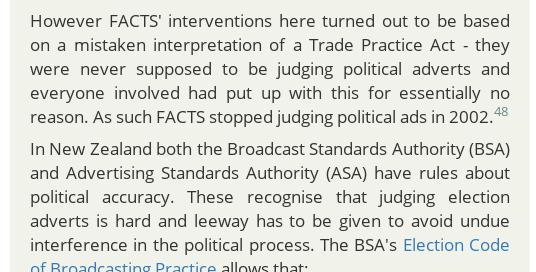 However FACTS' interventions here turned out to be based
on a mistaken interpretation of a Trade Practice Act - they
were never supposed to be judging political adverts and
everyone involved had put up with this for essentially no
reason. As such FACTS stopped judging political ads in 2002.48
In New Zealand both the Broadcast Standards Authority (BSA)
and Advertising Standards Authority (ASA) have rules about
political accuracy. These recognise that judging election
adverts is hard and leeway has to be given to avoid undue
interference in the political process. The BSA's Election Code
of Broadcasting Practice allows that: